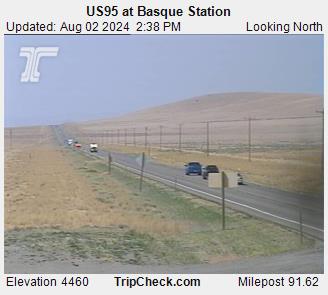 US95 at Basque Station
Updated: Aug 02 2024 2:38 PM Looking North
Elevation 4460 TripCheck.com Milepost 91.62